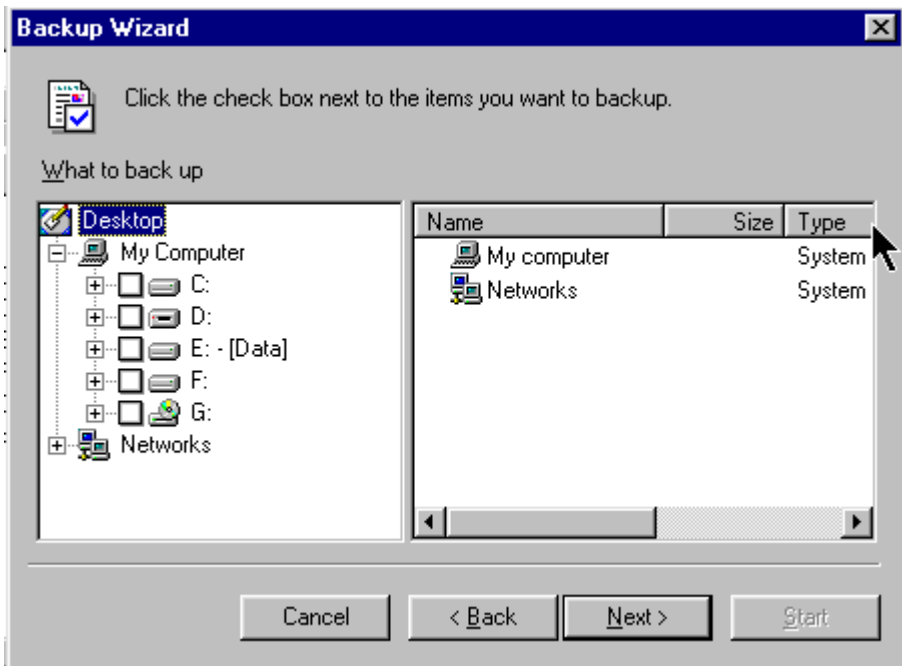 Backup Wizard
Click the check box next to the items you want to backup.
What to back up
Desktop
My Computer
C:
D:
E: - [Data]
F:
G:
Networks
Name Size Type
My computer System
Networks System
Cancel < Back Next > Start